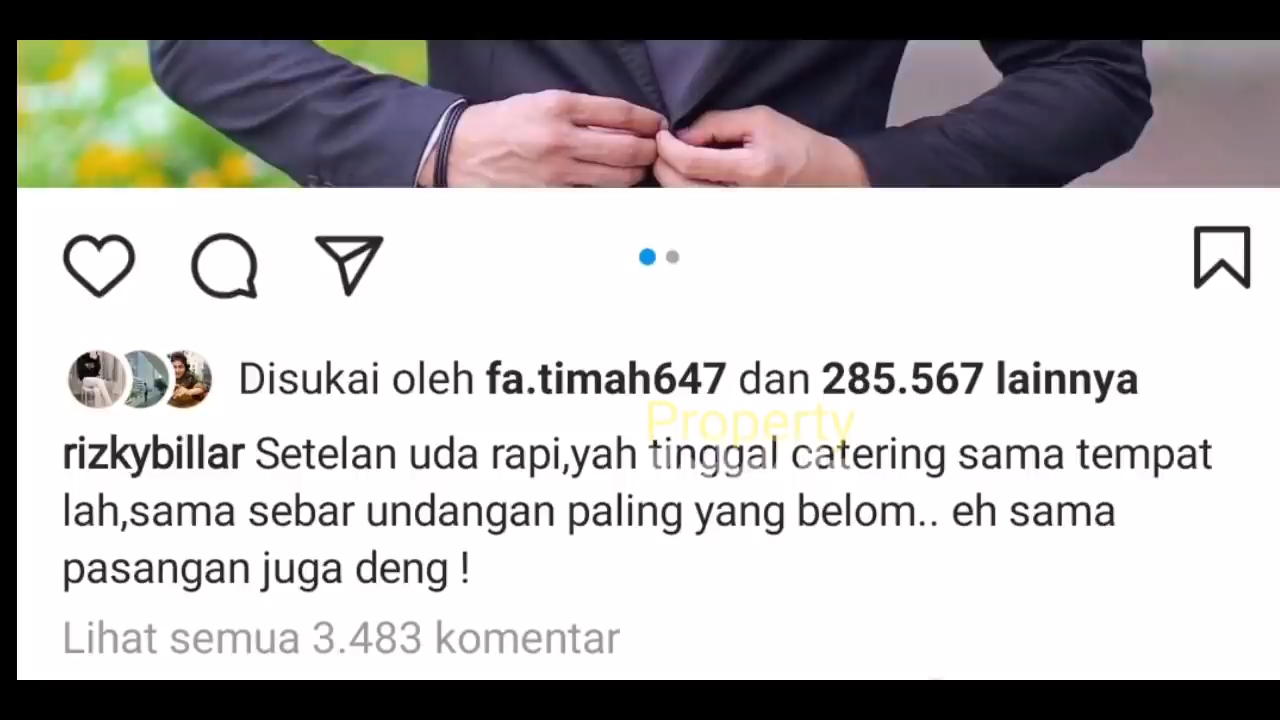 Disukai oleh fa.timah647 dan 285.567 lainnya
Property
rizkybillar Setelan uda rapi,yah tinggal catering sama tempat
lah,sama sebar undangan paling yang belom.. eh sama
pasangan juga deng !
Lihat semua 3.483 komentar